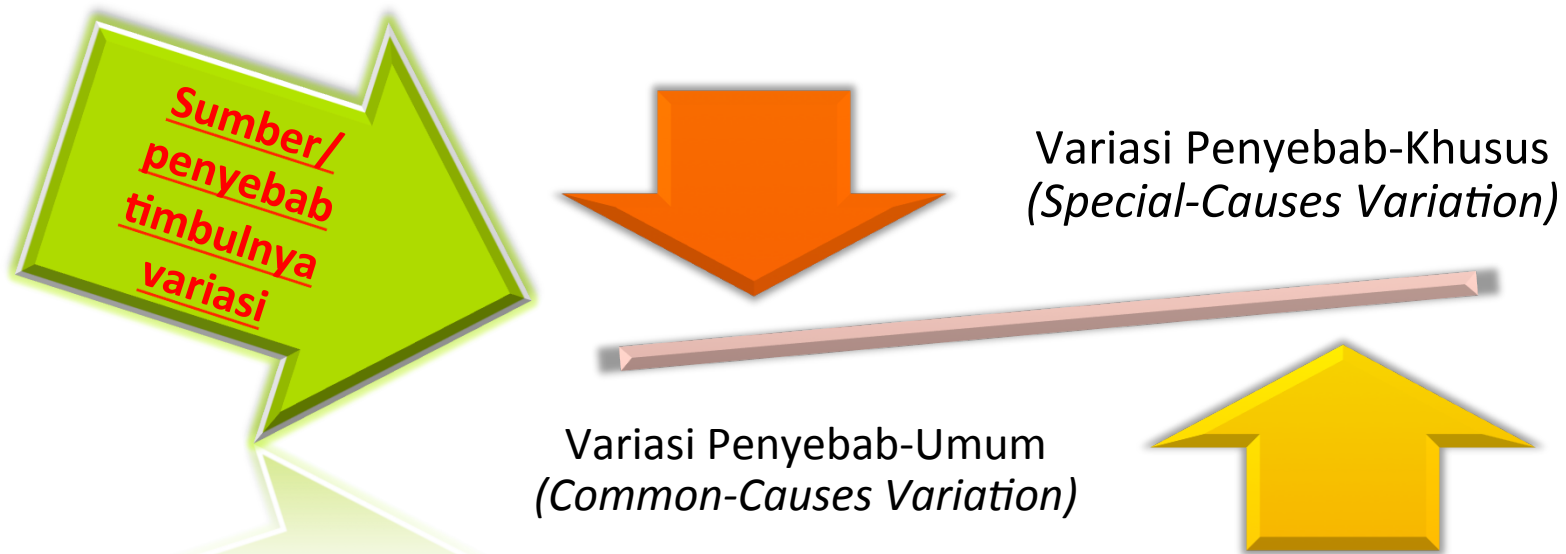 Sumber/
penyebab
timbulnya
variasi
Variasi Penyebab-Khusus
(Special-Causes Variation)
Variasi Penyebab-Umum
(Common-Causes Variation)